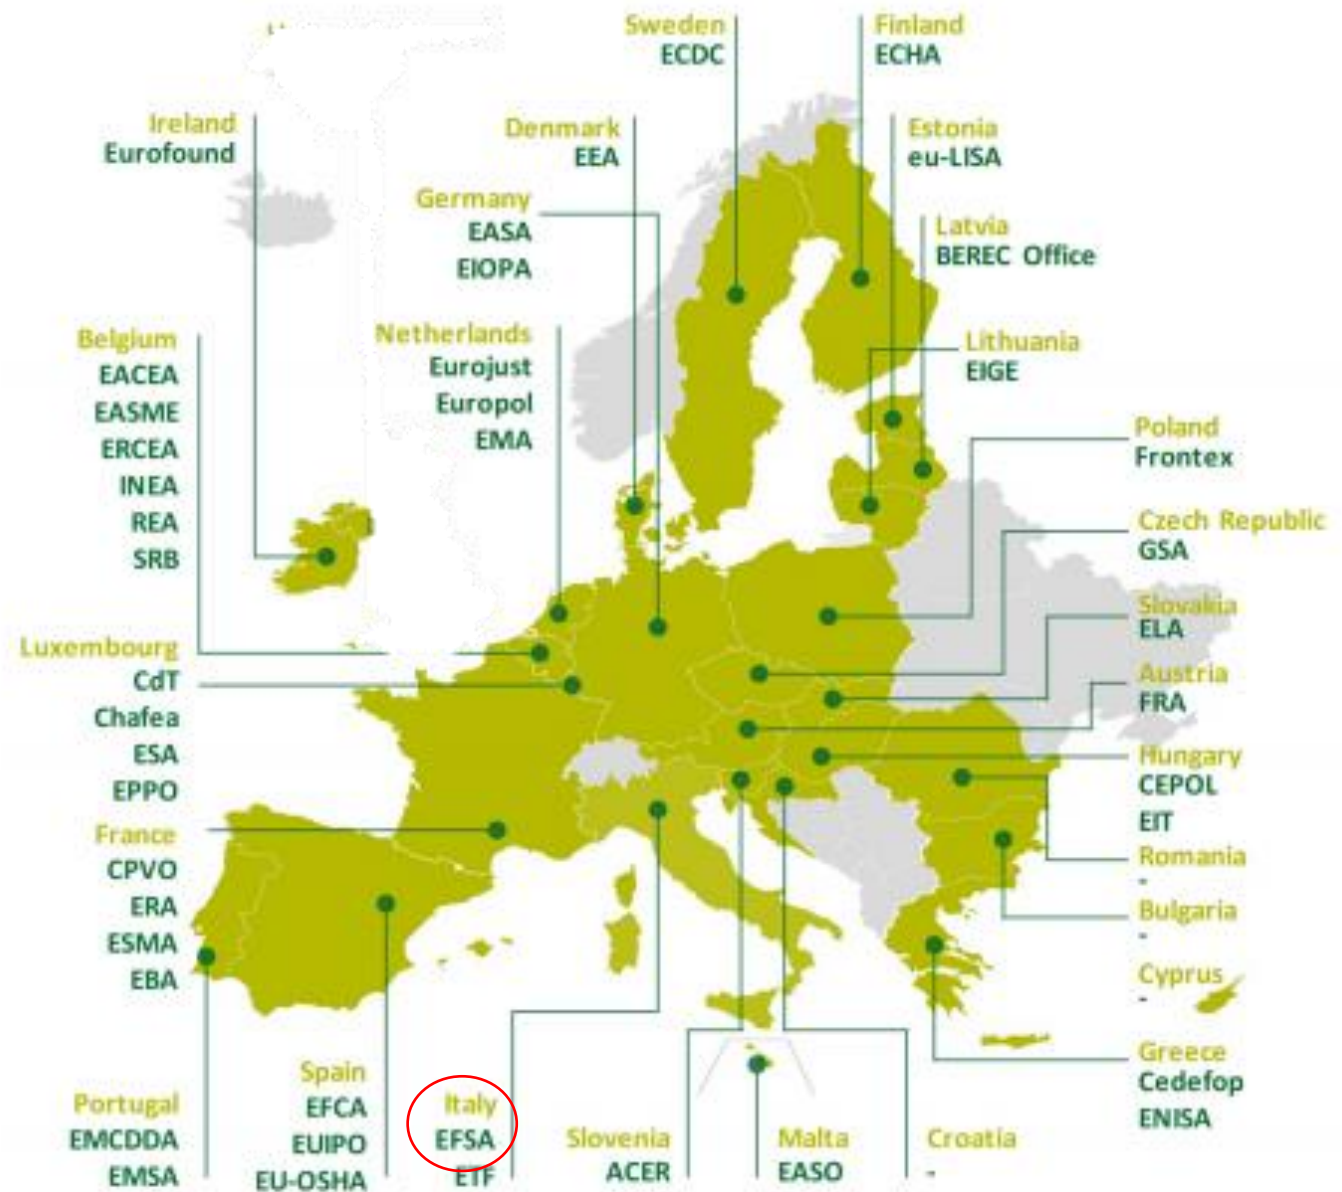 Sweden
ECDC
Finland
ECHA
Ireland
Eurofound
Denmark
EEA
Estonia
eu-LISA
Germany
EASA
EIOPA
Latvia
BEREC Office
Belgium
EACEA
EASME
ERCEA
INEA
REA
SRB
Netherlands
Eurojust
Europol
EMA
Lithuania
EIGE
Poland
Frontex
Czech Republic
GSA
Slovakia
ELA
Luxembourg
CdT
Chafea
ESA
EPPO
Austria
FRA
Hungary
CEPOL
EIT
France
CPVO
ERA
ESMA
EBA
Romania
-
Bulgaria
-
Cyprus
-
Greece
Cedefop
ENISA
Portugal
EMCDDA
EMSA
Spain
EFCA
EUIPO
EU-OSHA
Italy
EFSA
ETF
Slovenia
ACER
Malta
EASO
Croatia
-